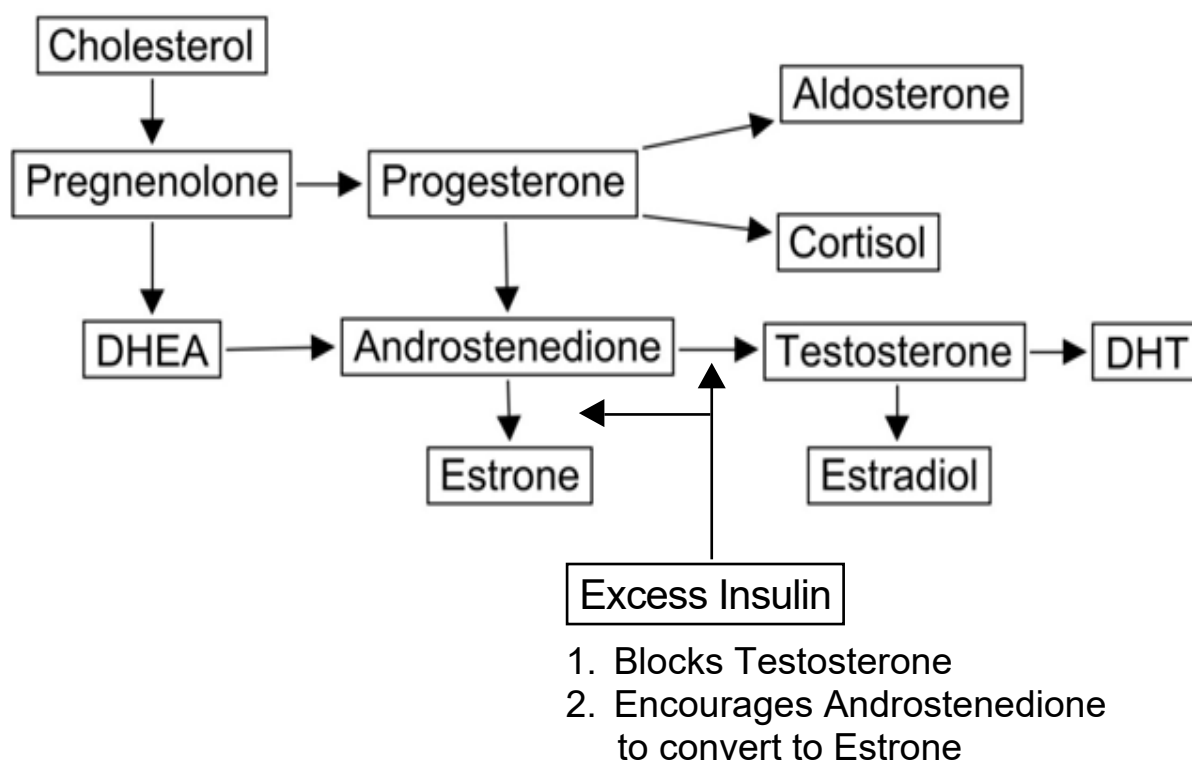 Cholesterol
Aldosterone
Pregnenolone
Progesterone
Cortisol
DHEA
Androstenedione
Testosterone
DHT
Estrone
Estradiol
Excess Insulin
1. Blocks Testosterone
2. Encourages Androstenedione
to convert to Estrone